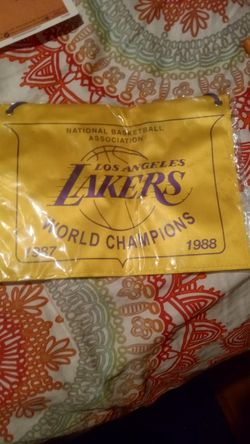 NATIONAL BASKETBALL
ASSOCIATION
LOS ANGELES
LAKERS
WORLD CHAMPIONS
1987 1988